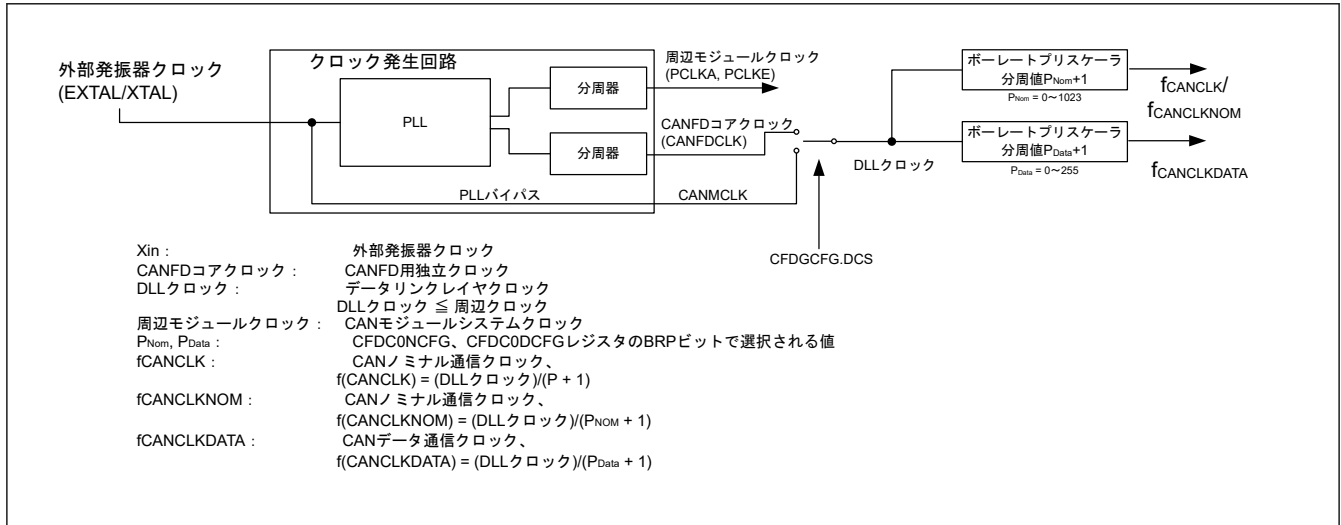 外部発振器クロック
(EXTAL/XTAL)
クロック発生回路
PLL
分周器
分周器
周辺モジュールクロック
(PCLKA, PCLKE)
CANFDコアクロック
(CANFDCLK)
PLLバイパス
CANMCLK
DLLクロック
CFDGCFG.DCS
ボーレートプリスケーラ
分周値PNom+1
PNom = 0～1023
fCANCLK/
fCANCLKNOM
ボーレートプリスケーラ
分周値PData+1
PData = 0～255
fCANCLKDATA
Xin : 外部発振器クロック
CANFDコアクロック : CANFD用独立クロック
DLLクロック : データリンクレイヤクロック
DLLクロック ≦ 周辺クロック
周辺モジュールクロック : CANモジュールシステムクロック
PNom, PData : CFDC0NCFG、CFDC0DCFGレジスタのBRPビットで選択される値
fCANCLK : CANノミナル通信クロック、
f(CANCLK) = (DLLクロック)/(P + 1)
fCANCLKNOM : CANノミナル通信クロック、
f(CANCLKNOM) = (DLLクロック)/(PNOM + 1)
fCANCLKDATA : CANデータ通信クロック、
f(CANCLKDATA) = (DLLクロック)/(PData + 1)